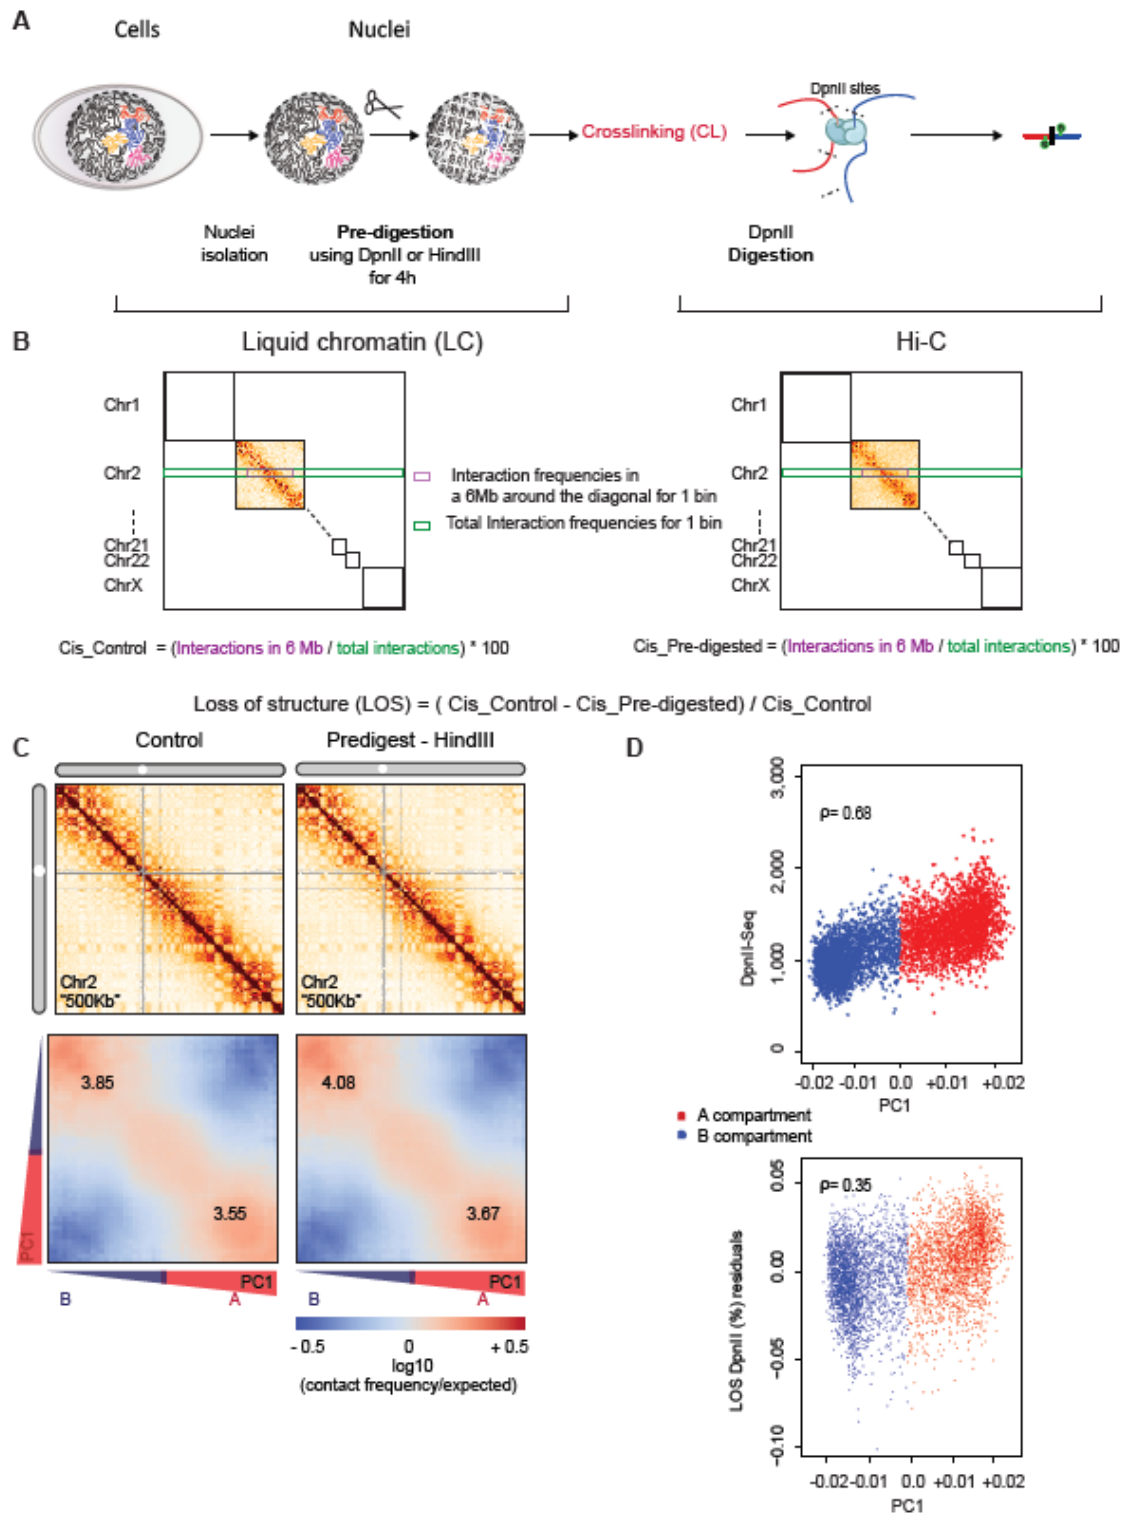 A
Cells
Nuclei
DpnII sites
Crosslinking (CL)
Nuclei
isolation
Pre-digestion
using DpnII or HindIII
for 4h
DpnII
Digestion
B
Liquid chromatin (LC)
Hi-C
Chr1
Chr2
Chr21
Chr22
ChrX
Interaction frequencies in
a 6Mb around the diagonal for 1 bin
Total Interaction frequencies for 1 bin
Chr1
Chr2
Chr21
Chr22
ChrX
Cis_Control = (Interactions in 6 Mb / total interactions) * 100
Cis_Pre-digested = (Interactions in 6 Mb / total interactions) * 100
Loss of structure (LOS) = ( Cis_Control - Cis_Pre-digested) / Cis_Control
C
Control
Predigest - HindIII
Chr2
"500Kb"
Chr2
"500Kb"
3.85
3.55
4.08
3.67
PC1
PC1
B
A
PC1
B
A
- 0.5
0
+ 0.5
log10
(contact frequency/expected)
D
ρ= 0.68
DpnII-Seq
3,000
2,000
1,000
0
-0.02 -0.01 0.0 +0.01 +0.02
PC1
A compartment
B compartment
ρ= 0.35
LOS DpnII (%) residuals
0.05
0.00
-0.05
-0.10
-0.02 -0.01 0.0 +0.01 +0.02
PC1